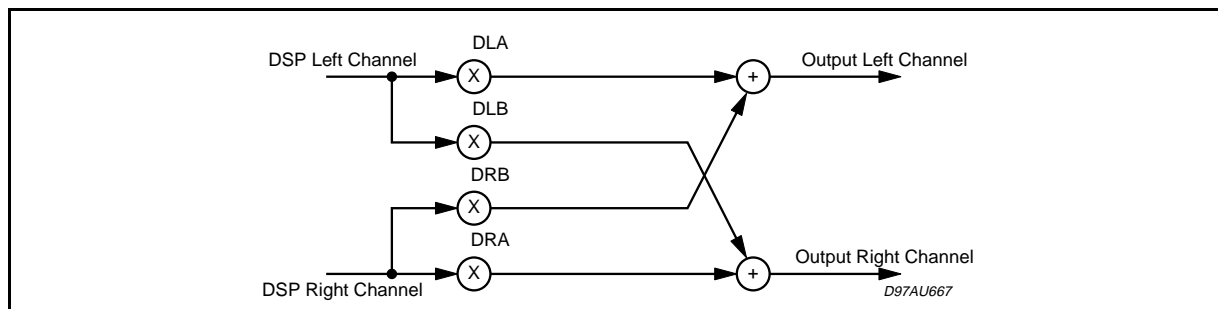 DLA
DSP Left Channel
X
+
Output Left Channel
DLB
X
DRB
X
DRA
Output Right Channel
X
+
DSP Right Channel
D97AU667